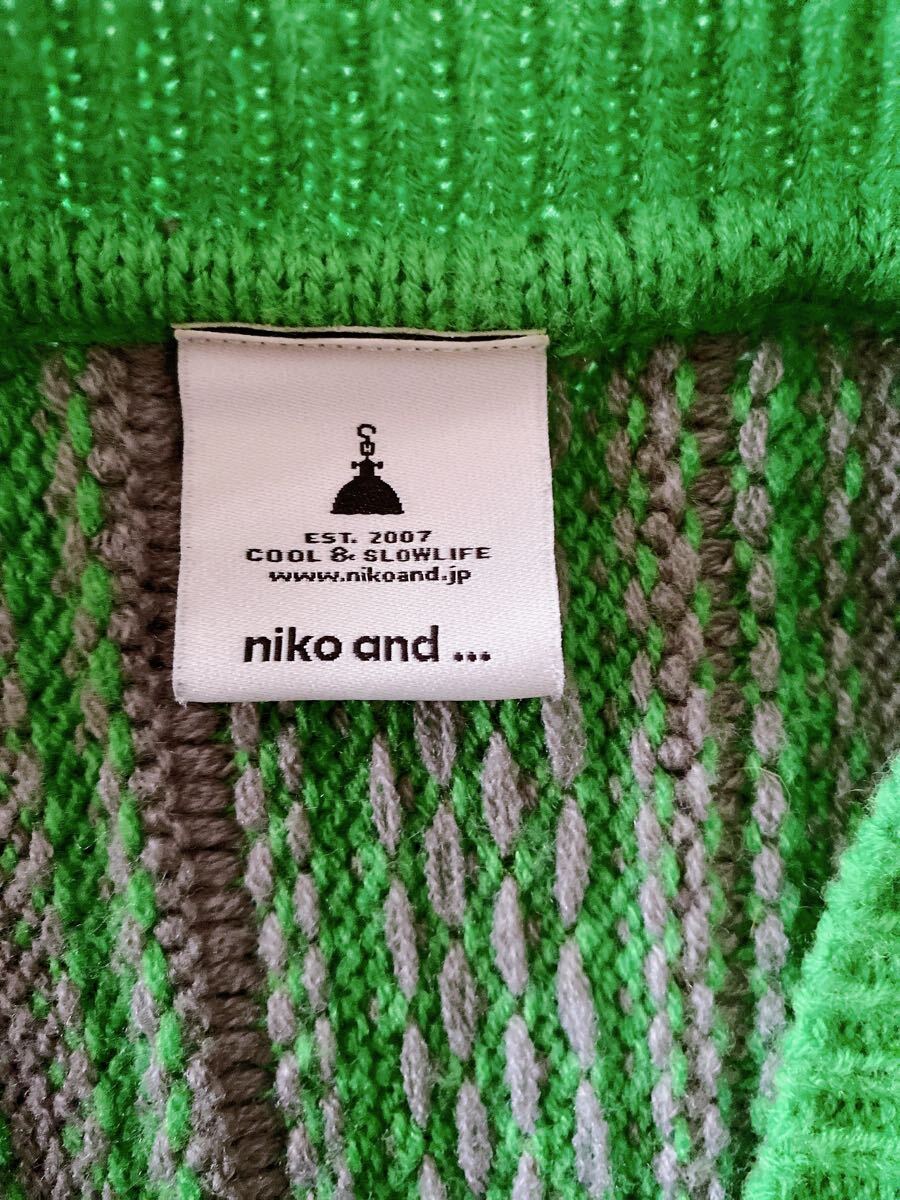 EST. 2007
COOL & SLOWLIFE
www.nikoand.jp
niko and ...